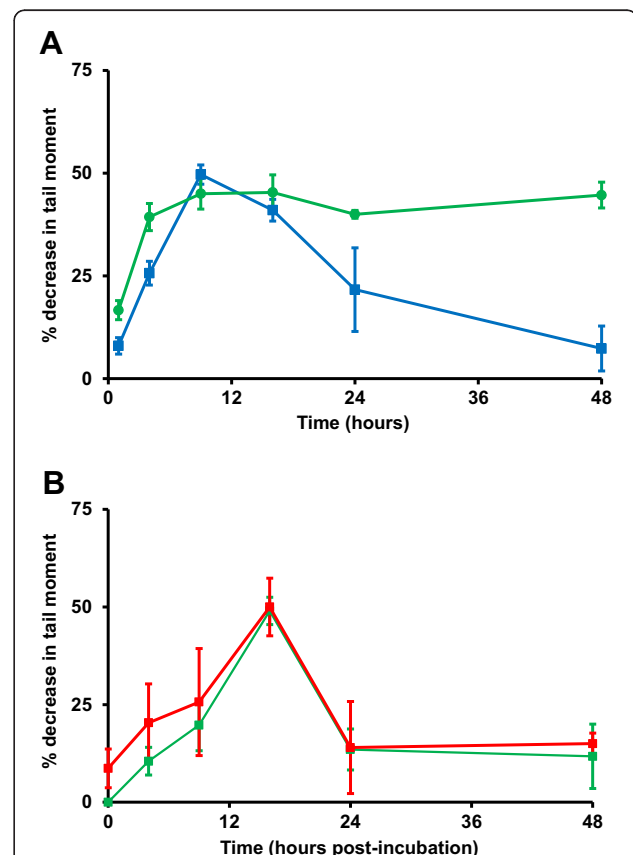 A
% decrease in tail moment
75
50
25
0
0 12 24 36 48
Time (hours)
B
% decrease in tail moment
75
50
25
0
0 12 24 36 48
Time (hours post-incubation)